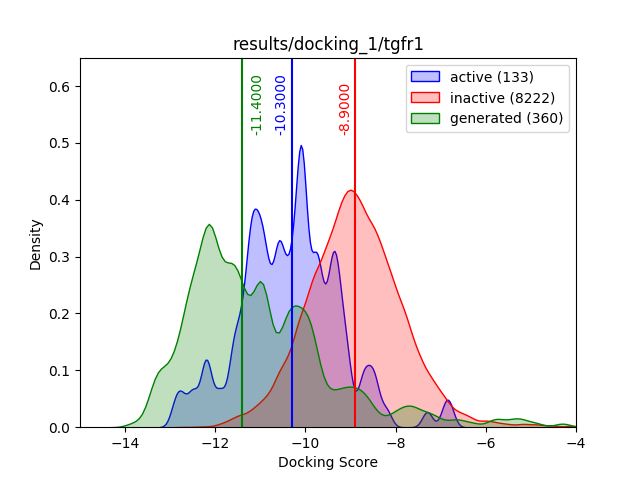 results/docking_1/tgfr1
active (133)
inactive (8222)
generated (360)
-11.4000
-10.3000
-8.9000
Density
0.6
0.5
0.4
0.3
0.2
0.1
0.0
−14
−12
−10
−8
−6
−4
Docking Score